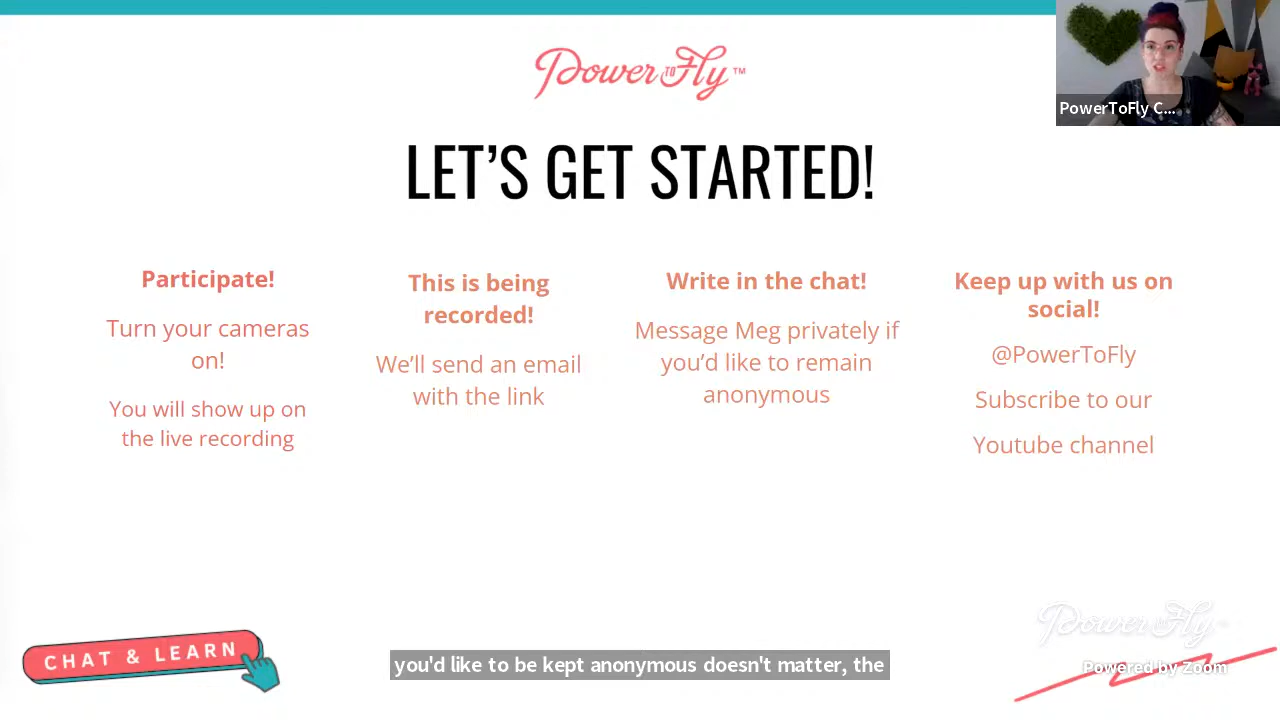 PowerToFly™
PowerToFly C...
LET’S GET STARTED!
Participate!
Turn your cameras
on!
You will show up on
the live recording
This is being
recorded!
We’ll send an email
with the link
Write in the chat!
Message Meg privately if
you’d like to remain
anonymous
Keep up with us on
social!
@PowerToFly
Subscribe to our
Youtube channel
CHAT & LEARN
you'd like to be kept anonymous doesn't matter, the
PowerToFly™
Powered by Zoom